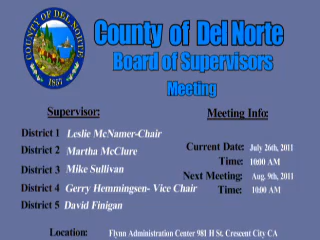 County of Del Norte
Board of Supervisors
Meeting
COUNTY OF DEL NORTE
Supervisor:
District 1 Leslie McNamer-Chair
District 2 Martha McClure
District 3 Mike Sullivan
District 4 Gerry Hemmingsen- Vice Chair
District 5 David Finigan
Meeting Info:
Current Date: July 26th, 2011
Time: 10:00 AM
Next Meeting: Aug. 9th, 2011
Time: 10:00 AM
Location: Flynn Administration Center 981 H St. Crescent City CA